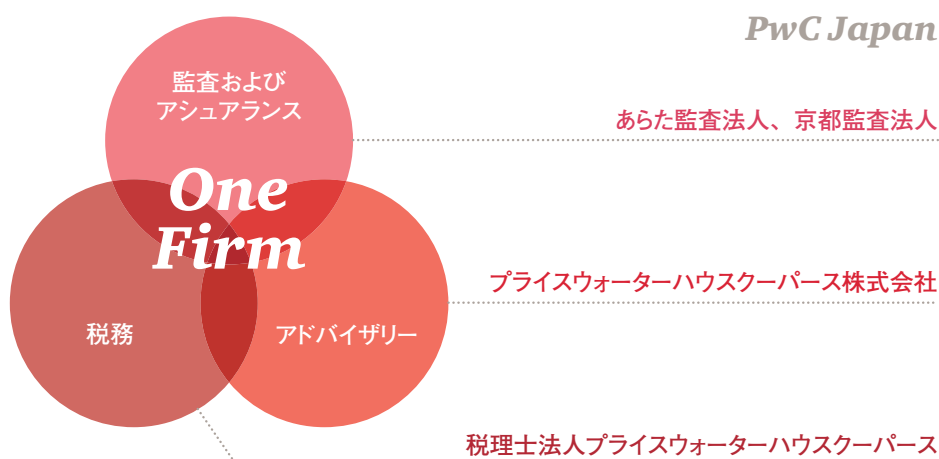 PwC Japan
監査および
アシュアランス
あらた監査法人、京都監査法人
One
Firm
プライスウォーターハウスクーパース株式会社
税務
アドバイザリー
税理士法人プライスウォーターハウスクーパース